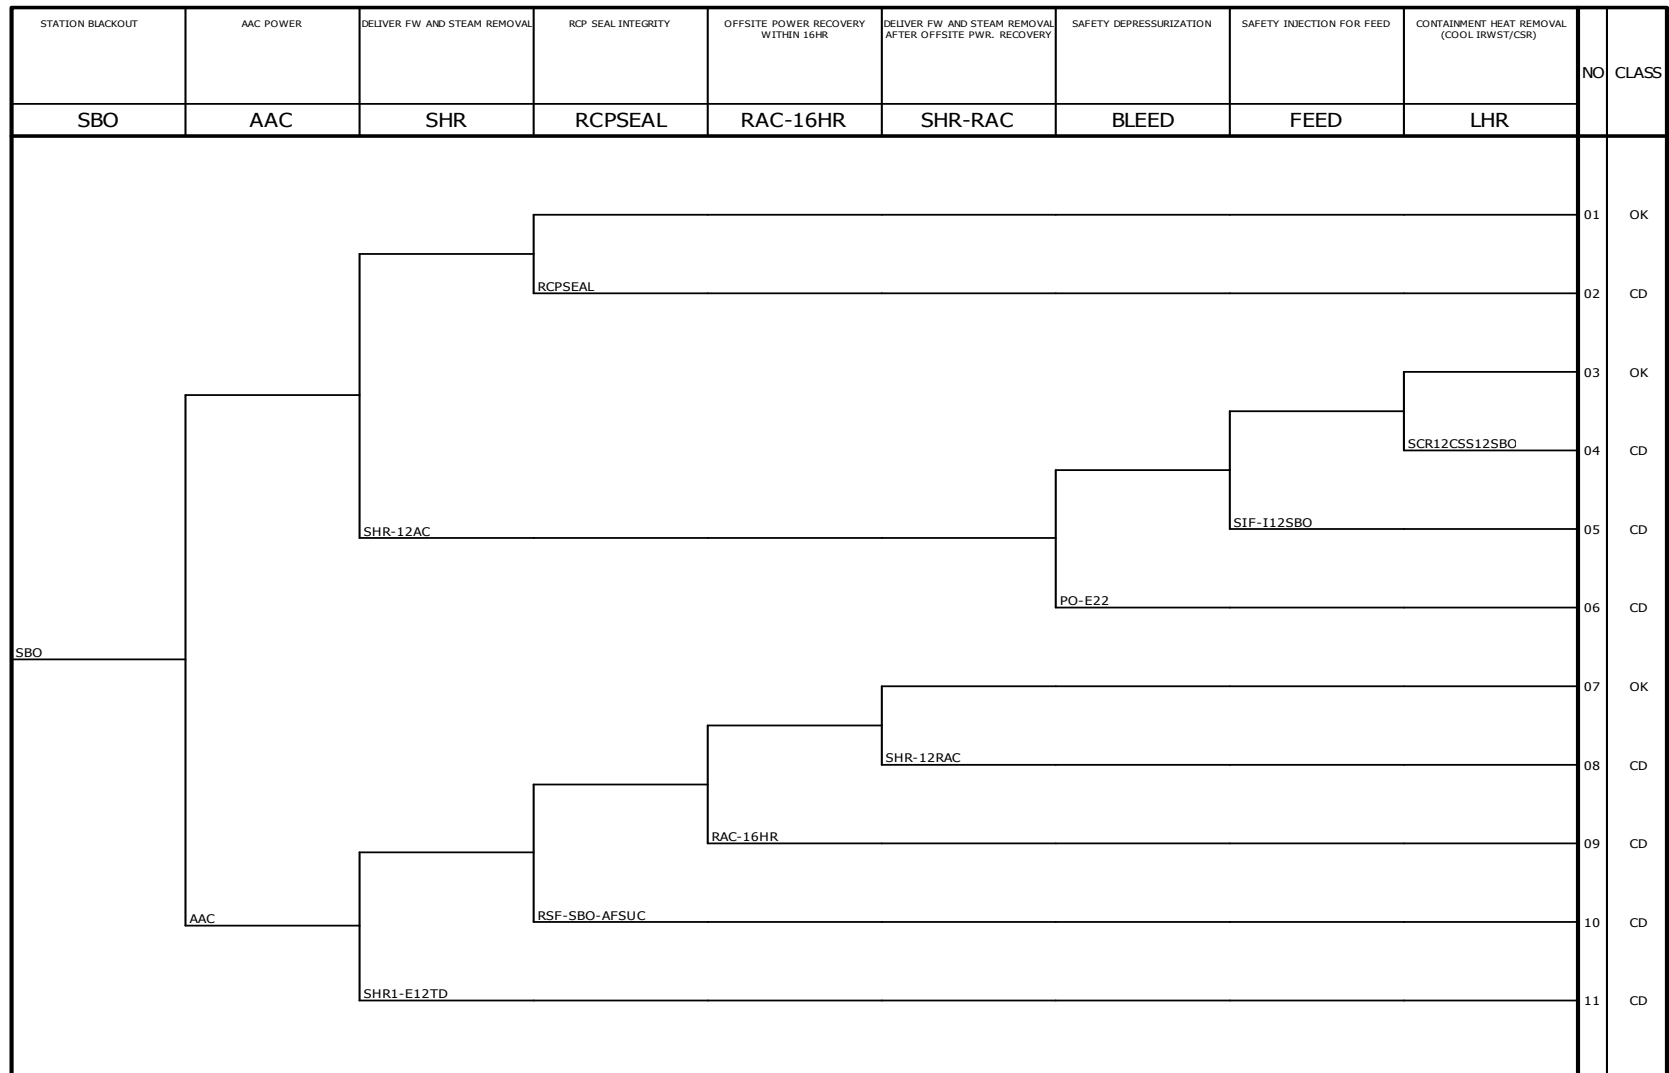 STATION BLACKOUT
AAC POWER
DELIVER FW AND STEAM REMOVAL
RCP SEAL INTEGRITY
OFFSITE POWER RECOVERY
WITHIN 16HR
DELIVER FW AND STEAM REMOVAL
AFTER OFFSITE PWR. RECOVERY
SAFETY DEPRESSURIZATION
SAFETY INJECTION FOR FEED
CONTAINMENT HEAT REMOVAL
(COOL IRWST/CSR)
NO
CLASS
SBO
AAC
SHR
RCPSEAL
RAC-16HR
SHR-RAC
BLEED
FEED
LHR
01
OK
RCPSEAL
02
CD
03
OK
SCR12CSS12SBO
04
CD
SHR-12AC
SIF-I12SBO
05
CD
PO-E22
06
CD
SBO
07
OK
SHR-12RAC
08
CD
RAC-16HR
09
CD
AAC
RSF-SBO-AFSUC
10
CD
SHR1-E12TD
11
CD